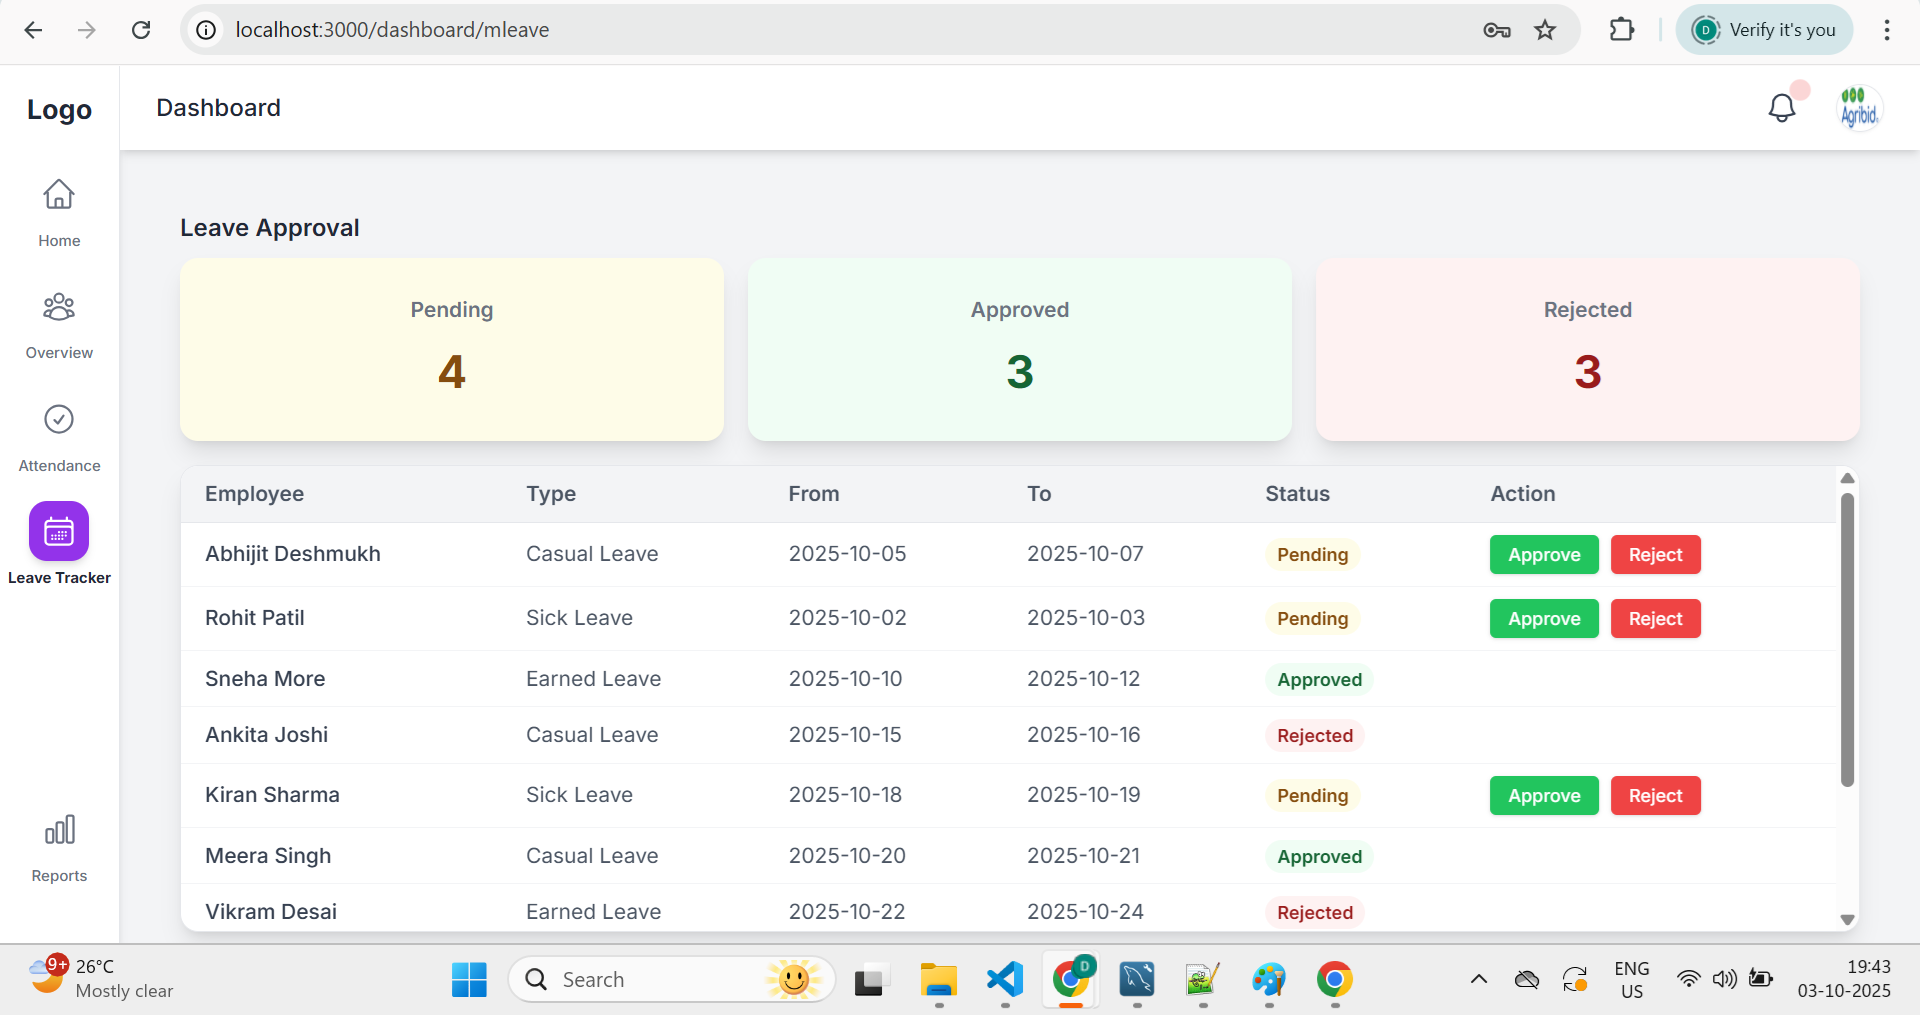 localhost:3000/dashboard/mleave
D Verify it's you
Logo
Dashboard
Agribid
Home
Overview
Attendance
Leave Tracker
Reports
Leave Approval
Pending Approved Rejected
4 3 3
Employee Type From To Status Action
Abhijit Deshmukh Casual Leave 2025-10-05 2025-10-07 Pending Approve Reject
Rohit Patil Sick Leave 2025-10-02 2025-10-03 Pending Approve Reject
Sneha More Earned Leave 2025-10-10 2025-10-12 Approved
Ankita Joshi Casual Leave 2025-10-15 2025-10-16 Rejected
Kiran Sharma Sick Leave 2025-10-18 2025-10-19 Pending Approve Reject
Meera Singh Casual Leave 2025-10-20 2025-10-21 Approved
Vikram Desai Earned Leave 2025-10-22 2025-10-24 Rejected
9+ 26°C
Mostly clear
Search
D
ENG
US
19:43
03-10-2025